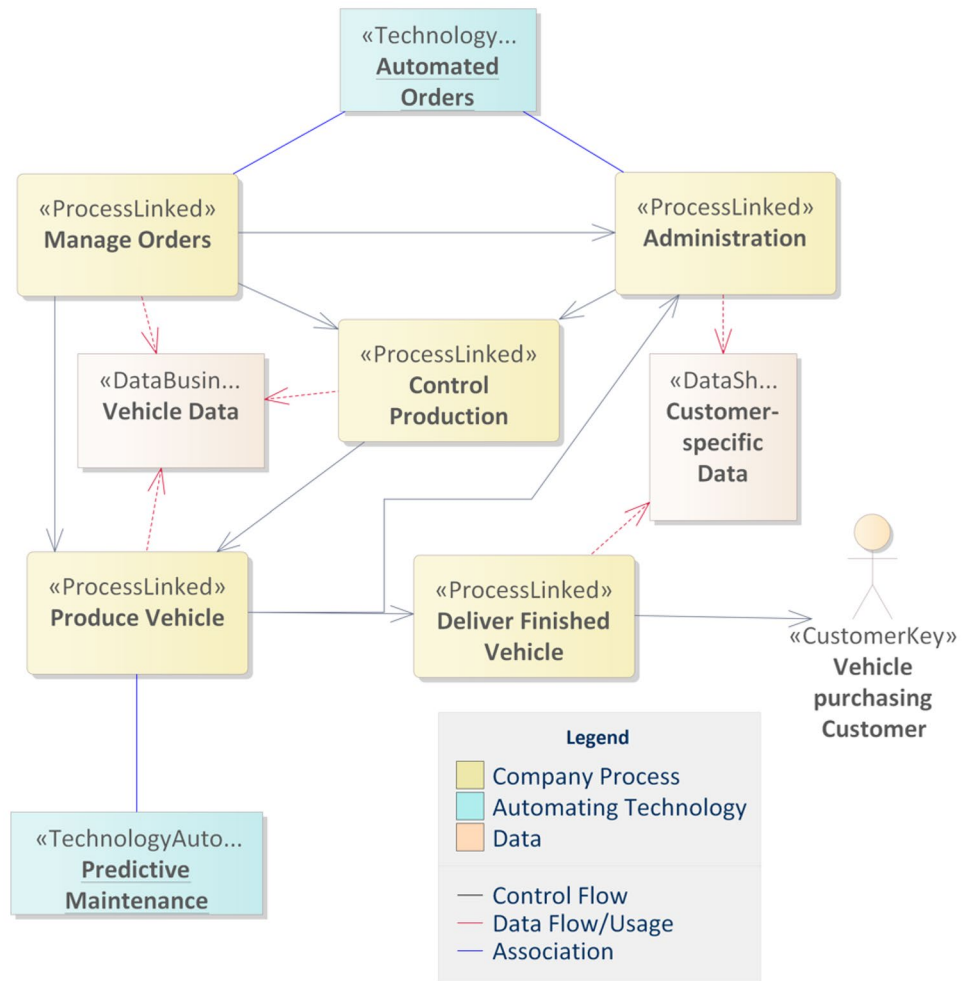 «Technology...
Automated
Orders
«ProcessLinked»
Manage Orders
«ProcessLinked»
Administration
«ProcessLinked»
Control
Production
«DataBusin...
Vehicle Data
«DataSh...
Customer-
specific
Data
«ProcessLinked»
Produce Vehicle
«ProcessLinked»
Deliver Finished
Vehicle
«CustomerKey»
Vehicle
purchasing
Customer
«TechnologyAuto...
Predictive
Maintenance
Legend
Company Process
Automating Technology
Data
Control Flow
Data Flow/Usage
Association